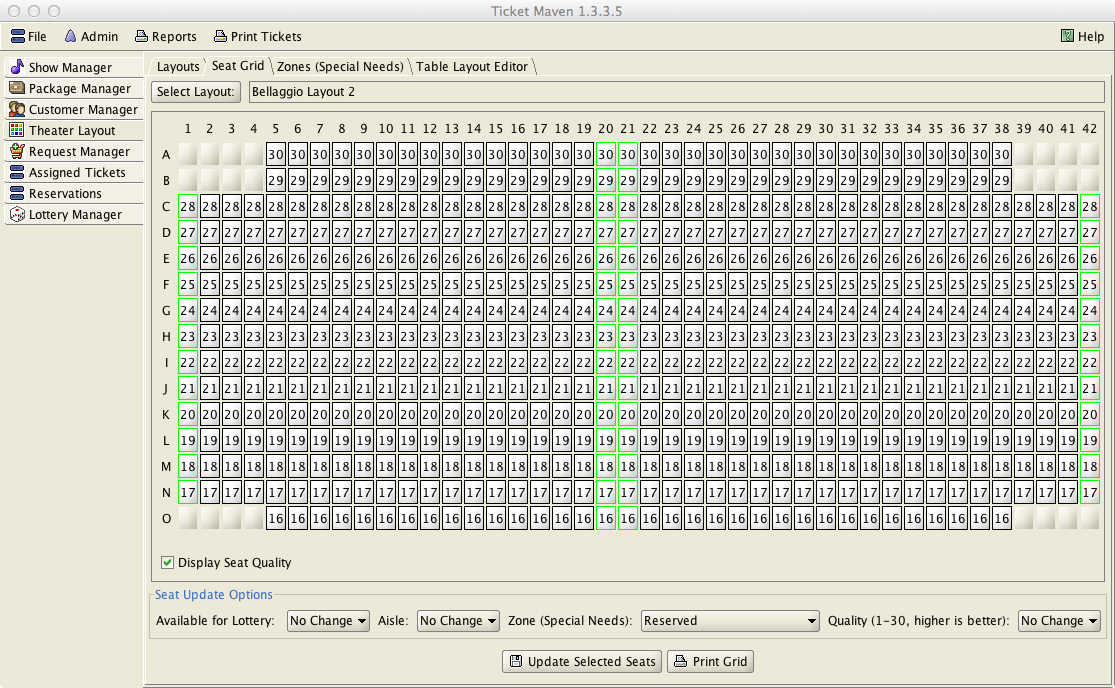 Ticket Maven 1.3.3.5
File Admin Reports Print Tickets Help
Show Manager
Package Manager
Customer Manager
Theater Layout
Request Manager
Assigned Tickets
Reservations
Lottery Manager
Layouts Seat Grid Zones (Special Needs) Table Layout Editor
Select Layout: Bellaggio Layout 2
1 2 3 4 5 6 7 8 9 10 11 12 13 14 15 16 17 18 19 20 21 22 23 24 25 26 27 28 29 30 31 32 33 34 35 36 37 38 39 40 41 42
A 30 30 30 30 30 30 30 30 30 30 30 30 30 30 30 30 30 30 30 30 30 30 30 30 30 30 30 30 30 30 30 30 30 30
B 29 29 29 29 29 29 29 29 29 29 29 29 29 29 29 29 29 29 29 29 29 29 29 29 29 29 29 29 29 29 29 29 29 29
C 28 28 28 28 28 28 28 28 28 28 28 28 28 28 28 28 28 28 28 28 28 28 28 28 28 28 28 28 28 28 28 28 28 28 28 28 28 28 28 28 28 28
D 27 27 27 27 27 27 27 27 27 27 27 27 27 27 27 27 27 27 27 27 27 27 27 27 27 27 27 27 27 27 27 27 27 27 27 27 27 27 27 27 27 27
E 26 26 26 26 26 26 26 26 26 26 26 26 26 26 26 26 26 26 26 26 26 26 26 26 26 26 26 26 26 26 26 26 26 26 26 26 26 26 26 26 26 26
F 25 25 25 25 25 25 25 25 25 25 25 25 25 25 25 25 25 25 25 25 25 25 25 25 25 25 25 25 25 25 25 25 25 25 25 25 25 25 25 25 25 25
G 24 24 24 24 24 24 24 24 24 24 24 24 24 24 24 24 24 24 24 24 24 24 24 24 24 24 24 24 24 24 24 24 24 24 24 24 24 24 24 24 24 24
H 23 23 23 23 23 23 23 23 23 23 23 23 23 23 23 23 23 23 23 23 23 23 23 23 23 23 23 23 23 23 23 23 23 23 23 23 23 23 23 23 23 23
I 22 22 22 22 22 22 22 22 22 22 22 22 22 22 22 22 22 22 22 22 22 22 22 22 22 22 22 22 22 22 22 22 22 22 22 22 22 22 22 22 22 22
J 21 21 21 21 21 21 21 21 21 21 21 21 21 21 21 21 21 21 21 21 21 21 21 21 21 21 21 21 21 21 21 21 21 21 21 21 21 21 21 21 21 21
K 20 20 20 20 20 20 20 20 20 20 20 20 20 20 20 20 20 20 20 20 20 20 20 20 20 20 20 20 20 20 20 20 20 20 20 20 20 20 20 20 20 20
L 19 19 19 19 19 19 19 19 19 19 19 19 19 19 19 19 19 19 19 19 19 19 19 19 19 19 19 19 19 19 19 19 19 19 19 19 19 19 19 19 19 19
M 18 18 18 18 18 18 18 18 18 18 18 18 18 18 18 18 18 18 18 18 18 18 18 18 18 18 18 18 18 18 18 18 18 18 18 18 18 18 18 18 18 18
N 17 17 17 17 17 17 17 17 17 17 17 17 17 17 17 17 17 17 17 17 17 17 17 17 17 17 17 17 17 17 17 17 17 17 17 17 17 17 17 17 17 17
O 16 16 16 16 16 16 16 16 16 16 16 16 16 16 16 16 16 16 16 16 16 16 16 16 16 16 16 16 16 16 16 16 16 16
Display Seat Quality
Seat Update Options
Available for Lottery: No Change Aisle: No Change Zone (Special Needs): Reserved Quality (1-30, higher is better): No Change
Update Selected Seats Print Grid